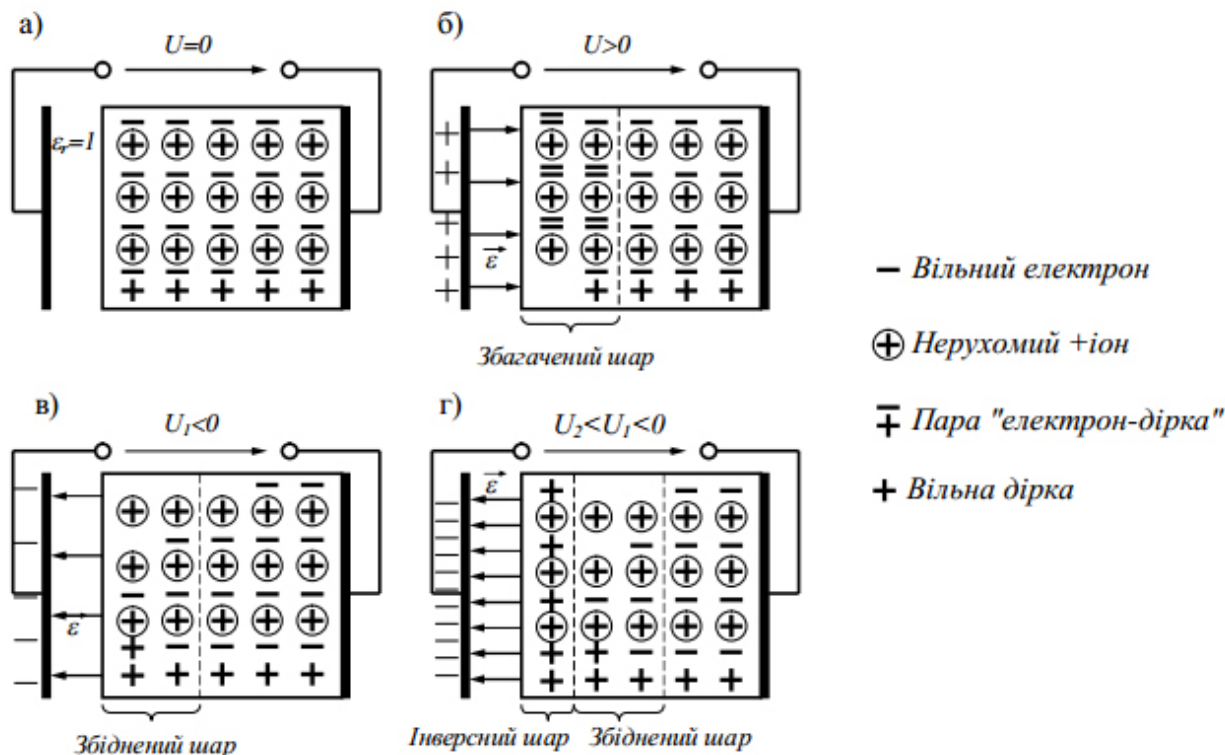 а)
U=0
εᵣ=1
б)
U>0
ε
Збагачений шар
в)
U₁<0
ε
Збіднений шар
г)
U₂<U₁<0
ε
Інверсний шар Збіднений шар
Вільний електрон
Нерухомий +іон
Пара "електрон-дірка"
Вільна дірка